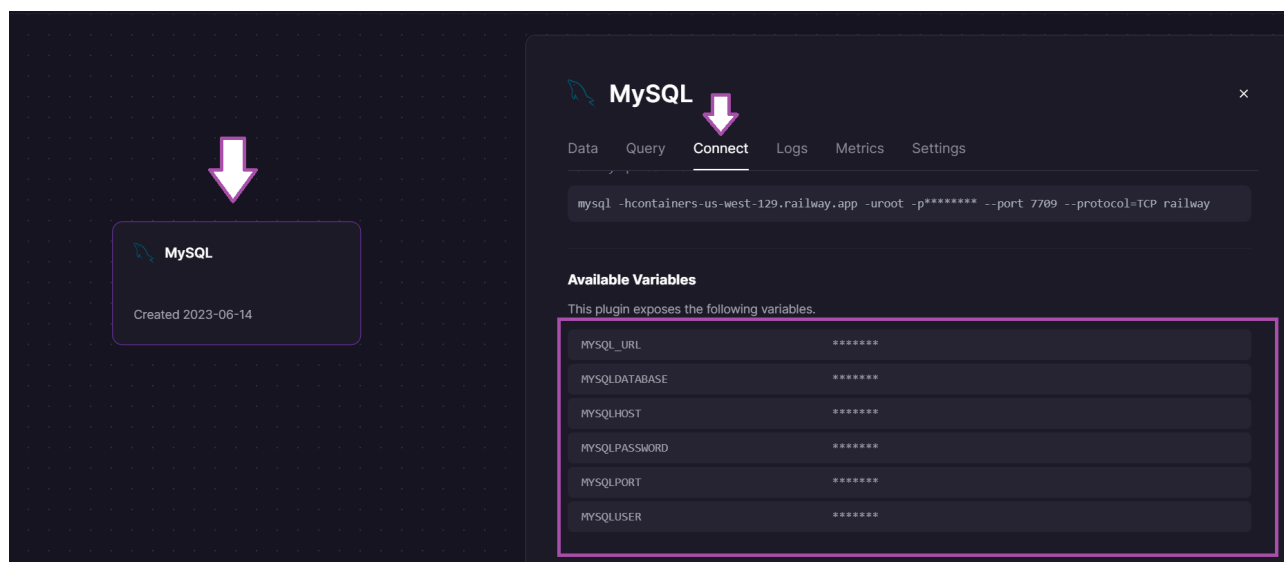 MySQL
Created 2023-06-14
MySQL
×
Data Query Connect Logs Metrics Settings
mysql -hcontainers-us-west-129.railway.app -uroot -p******** --port 7709 --protocol=TCP railway
Available Variables
This plugin exposes the following variables.
MYSQL_URL *******
MYSQLDATABASE *******
MYSQLHOST *******
MYSQLPASSWORD *******
MYSQLPORT *******
MYSQLUSER *******